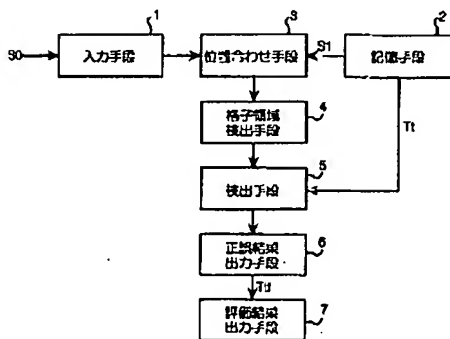 1
3
2
S0
入力手段
位置合わせ手段
S1
記憶手段
4
格子領域
検出手段
Tt
5
検出手段
6
正誤結果
出力手段
7
評価結果
出力手段